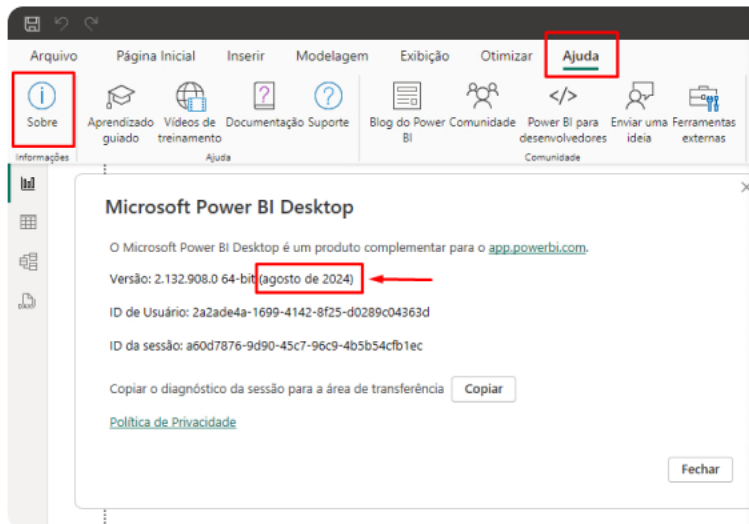 Arquivo Página Inicial Inserir Modelagem Exibição Otimizar Ajuda
Sobre
Aprendizado guiado
Vídeos de treinamento
Documentação
Suporte
Blog do Power BI
Comunidade
Power BI para desenvolvedores
Enviar uma ideia
Ferramentas externas
Informações
Ajuda
Comunidade
Microsoft Power BI Desktop
O Microsoft Power BI Desktop é um produto complementar para o app.powerbi.com.
Versão: 2.132.908.0 64-bit (agosto de 2024)
ID de Usuário: 2a2ade4a-1699-4142-8f25-d0289c04363d
ID da sessão: a60d7876-9d90-45c7-96c9-4b5b54cfb1ec
Copiar o diagnóstico da sessão para a área de transferência Copiar
Política de Privacidade
Fechar